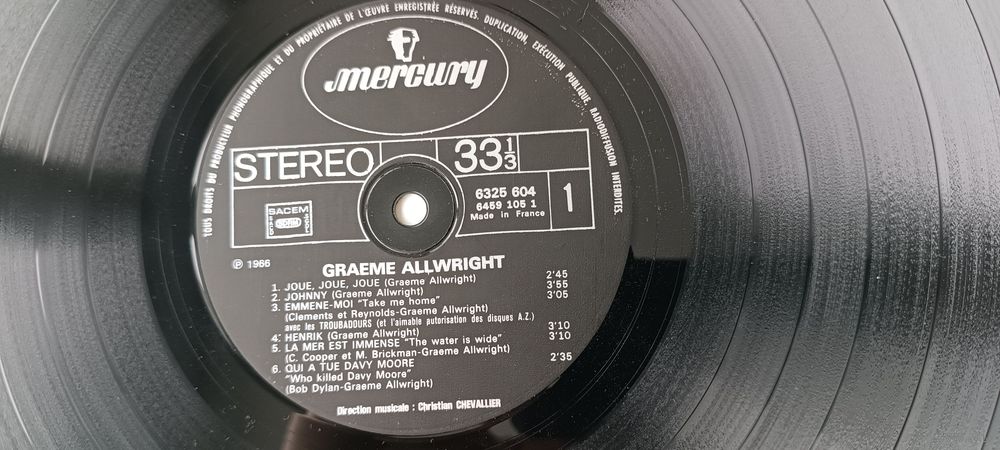 TOUS DROITS DU PRODUCTEUR PHONOGRAPHIQUE ET DU PROPRIÉTAIRE DE L'ŒUVRE ENREGISTRÉE RÉSERVÉS. DUPLICATION, EXÉCUTION PUBLIQUE, RADIODIFFUSION INTERDITES.
mercury
STEREO
33 1/3
6325 604
6459 105 1
Made in France
1
SACEM
℗ 1966
GRAEME ALLWRIGHT
1. JOUE, JOUE, JOUE (Graeme Allwright) 2'45
2. JOHNNY (Graeme Allwright) 3'55
3. EMMENE-MOI "Take me home" 3'05
(Clements et Reynolds-Graeme Allwright)
avec les TROUBADOURS (et l'aimable autorisation des disques A.Z.)
4. HENRIK (Graeme Allwright) 3'10
5. LA MER EST IMMENSE "The water is wide" 3'10
(C. Cooper et M. Brickman-Graeme Allwright)
6. QUI A TUE DAVY MOORE 2'35
"Who killed Davy Moore"
(Bob Dylan-Graeme Allwright)
Direction musicale : Christian CHEVALLIER